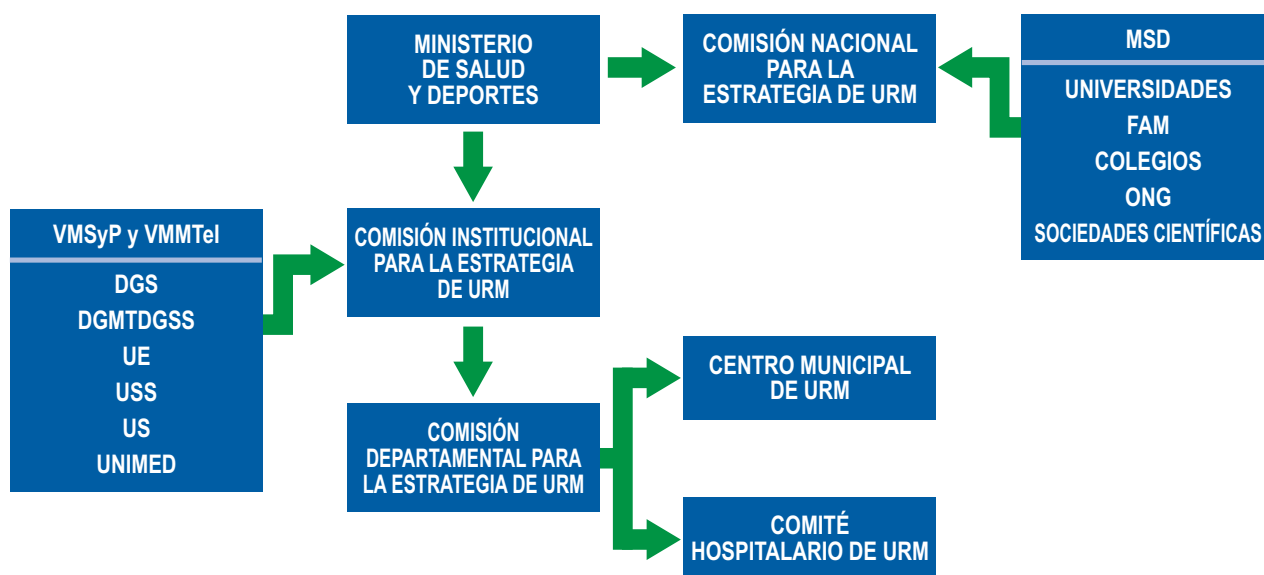 MINISTERIO
DE SALUD
Y DEPORTES
COMISIÓN NACIONAL
PARA LA
ESTRATEGIA DE URM
MSD
UNIVERSIDADES
FAM
COLEGIOS
ONG
SOCIEDADES CIENTÍFICAS
VMSyP y VMMTel
DGS
DGMTDGSS
UE
USS
US
UNIMED
COMISIÓN INSTITUCIONAL
PARA LA ESTRATEGIA
DE URM
COMISIÓN
DEPARTAMENTAL PARA
LA ESTRATEGIA DE URM
CENTRO MUNICIPAL
DE URM
COMITÉ
HOSPITALARIO DE URM